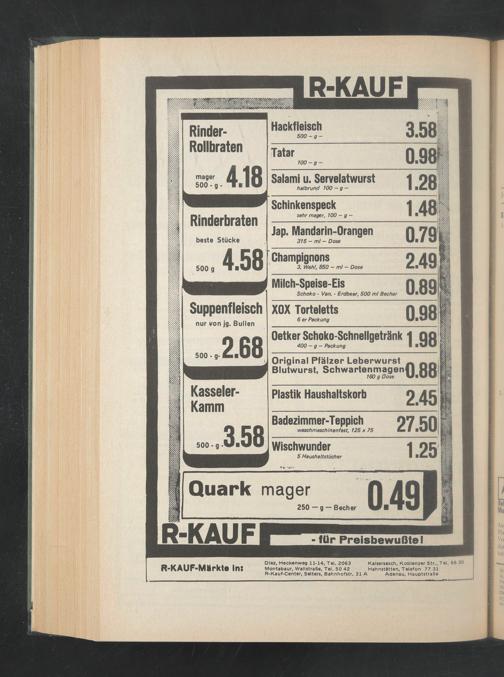 R-KAUF
Rinder-
Rollbraten
mager
500 - g - 4.18
Rinderbraten
beste Stücke
500 g 4.58
Suppenfleisch
nur von jg. Bullen
500 - g - 2.68
Kasseler-
Kamm
500 - g - 3.58
Hackfleisch 3.58
500 - g -
Tatar 0.98
100 - g -
Salami u. Servelatwurst 1.28
halbrund 100 - g -
Schinkenspeck 1.48
sehr mager, 100 - g -
Jap. Mandarin-Orangen 0.79
315 - ml - Dose
Champignons 2.49
3. Wahl, 850 - ml - Dose
Milch-Speise-Eis 0.89
Schoko - Van. - Erdbeer, 500 ml Becher
XOX Torteletts 0.98
6 er Packung
Oetker Schoko-Schnellgetränk 1.98
400 - g - Packung
Original Pfälzer Leberwurst
Blutwurst, Schwartenmagen 0.88
160 g Dose
Plastik Haushaltskorb 2.45
Badezimmer-Teppich 27.50
waschmaschinenfest, 125 x 75
Wischwunder 1.25
5 Haushaltstücher
Quark mager 0.49
250 - g - Becher
R-KAUF - für Preisbewußte!
R-KAUF-Märkte in:
Diez, Heckenweg 11-14, Tel. 2063
Montabaur, Wallstraße, Tel. 50 42
R-Kauf-Center, Selters, Bahnhofstr. 31 A
Kaisersesch, Koblenzer Str., Tel.
Hahnstätten, Telefon 77 31
Adenau, Hauptstraße